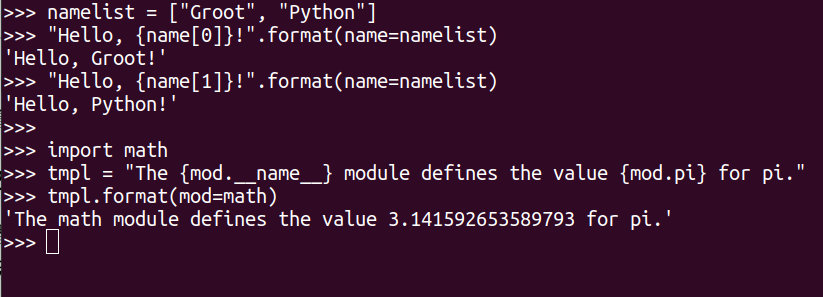 >>> namelist = ["Groot", "Python"]
>>> "Hello, {name[0]}!".format(name=namelist)
'Hello, Groot!'
>>> "Hello, {name[1]}!".format(name=namelist)
'Hello, Python!'
>>>
>>> import math
>>> tmpl = "The {mod.__name__} module defines the value {mod.pi} for pi."
>>> tmpl.format(mod=math)
'The math module defines the value 3.141592653589793 for pi.'
>>>